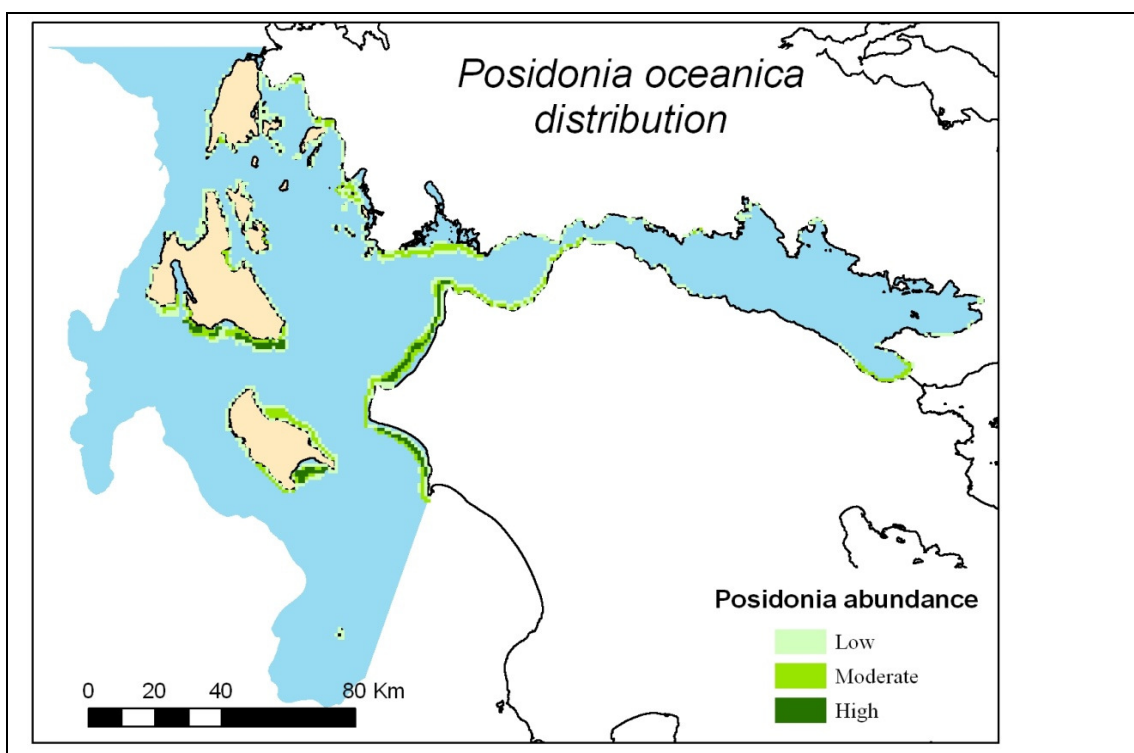 Posidonia oceanica
distribution
Posidonia abundance
Low
Moderate
High
0 20 40 80 Km